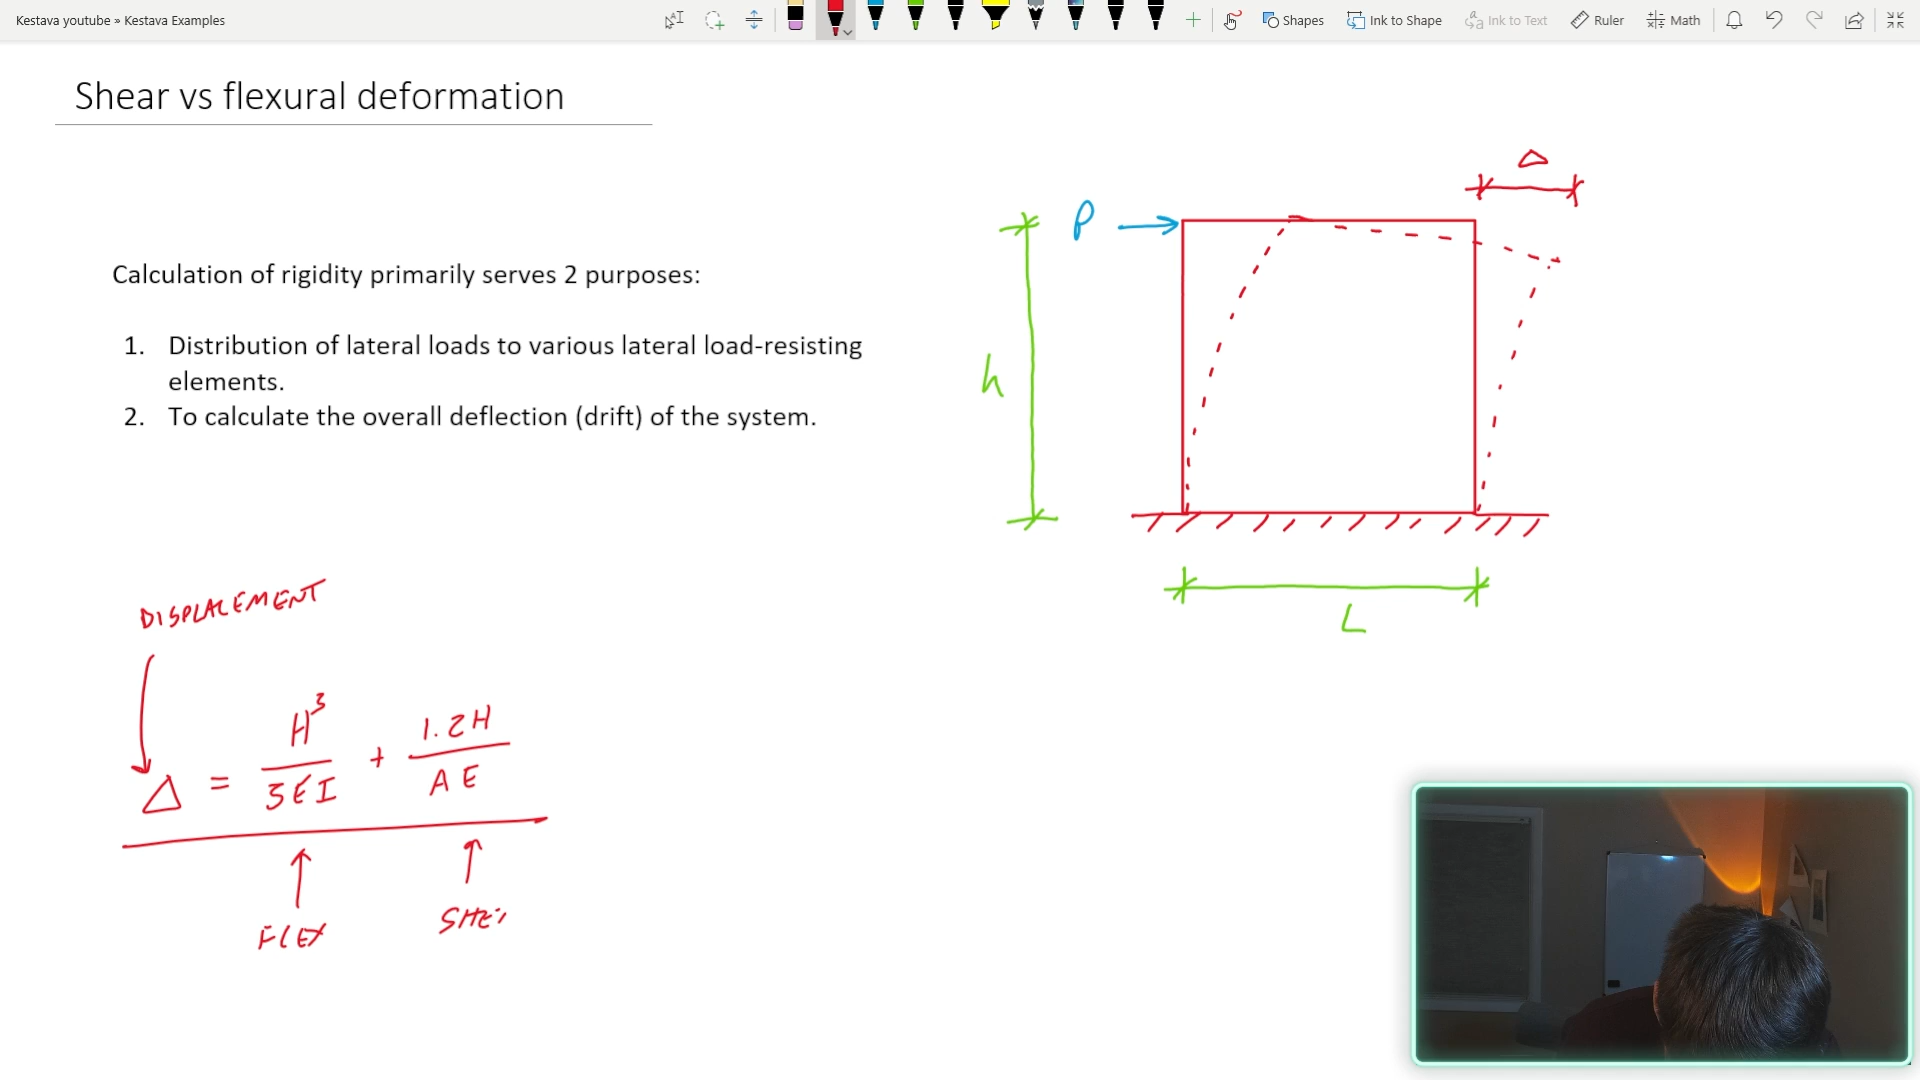 Kestava youtube » Kestava Examples
Shapes
Ink to Shape
Ink to Text
Ruler
Math
Shear vs flexural deformation
Δ
P
Calculation of rigidity primarily serves 2 purposes:
1. Distribution of lateral loads to various lateral load-resisting
elements.
2. To calculate the overall deflection (drift) of the system.
h
L
DISPLACEMENT
Δ = H³/3EI + 1.2H/AE
FLEX
SHE